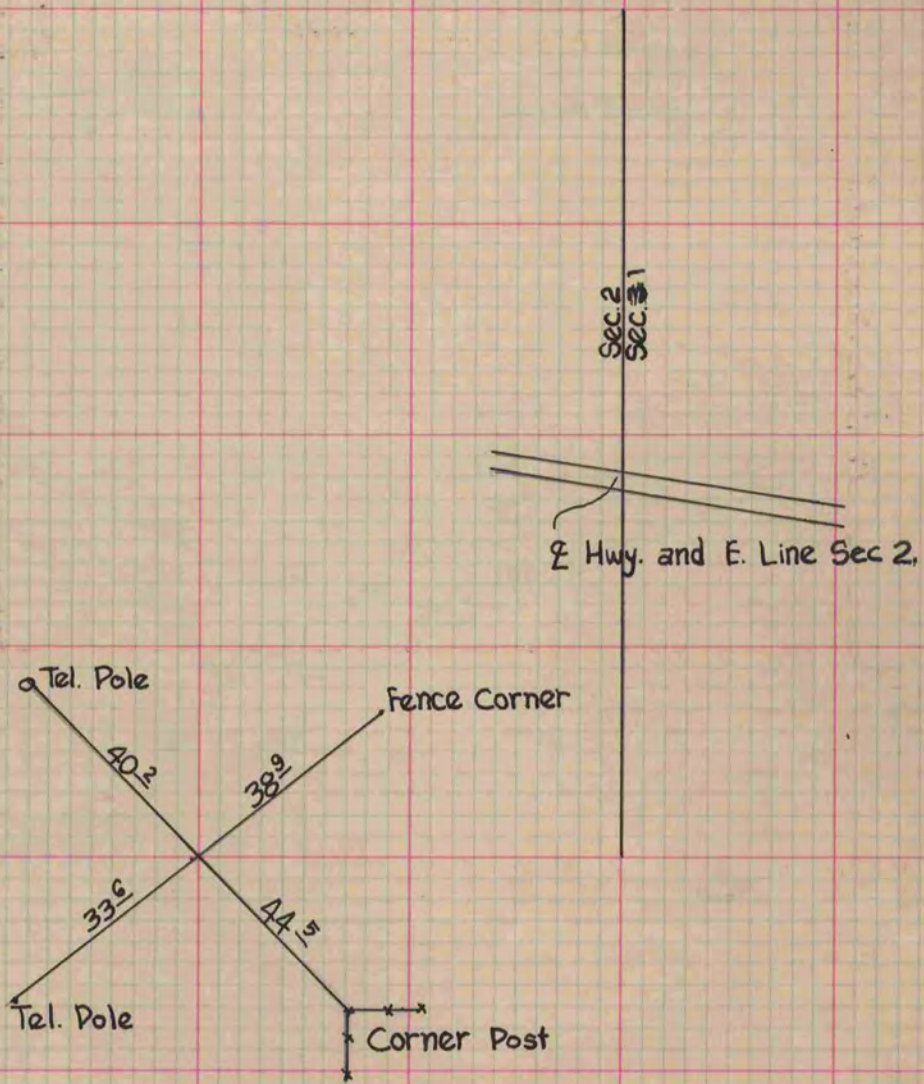 Sec. 2
Sec. 1
℄ Hwy. and E. Line Sec 2,
Tel. Pole
Fence Corner
40.2
38.9
33.6
44.5
Tel. Pole
Corner Post